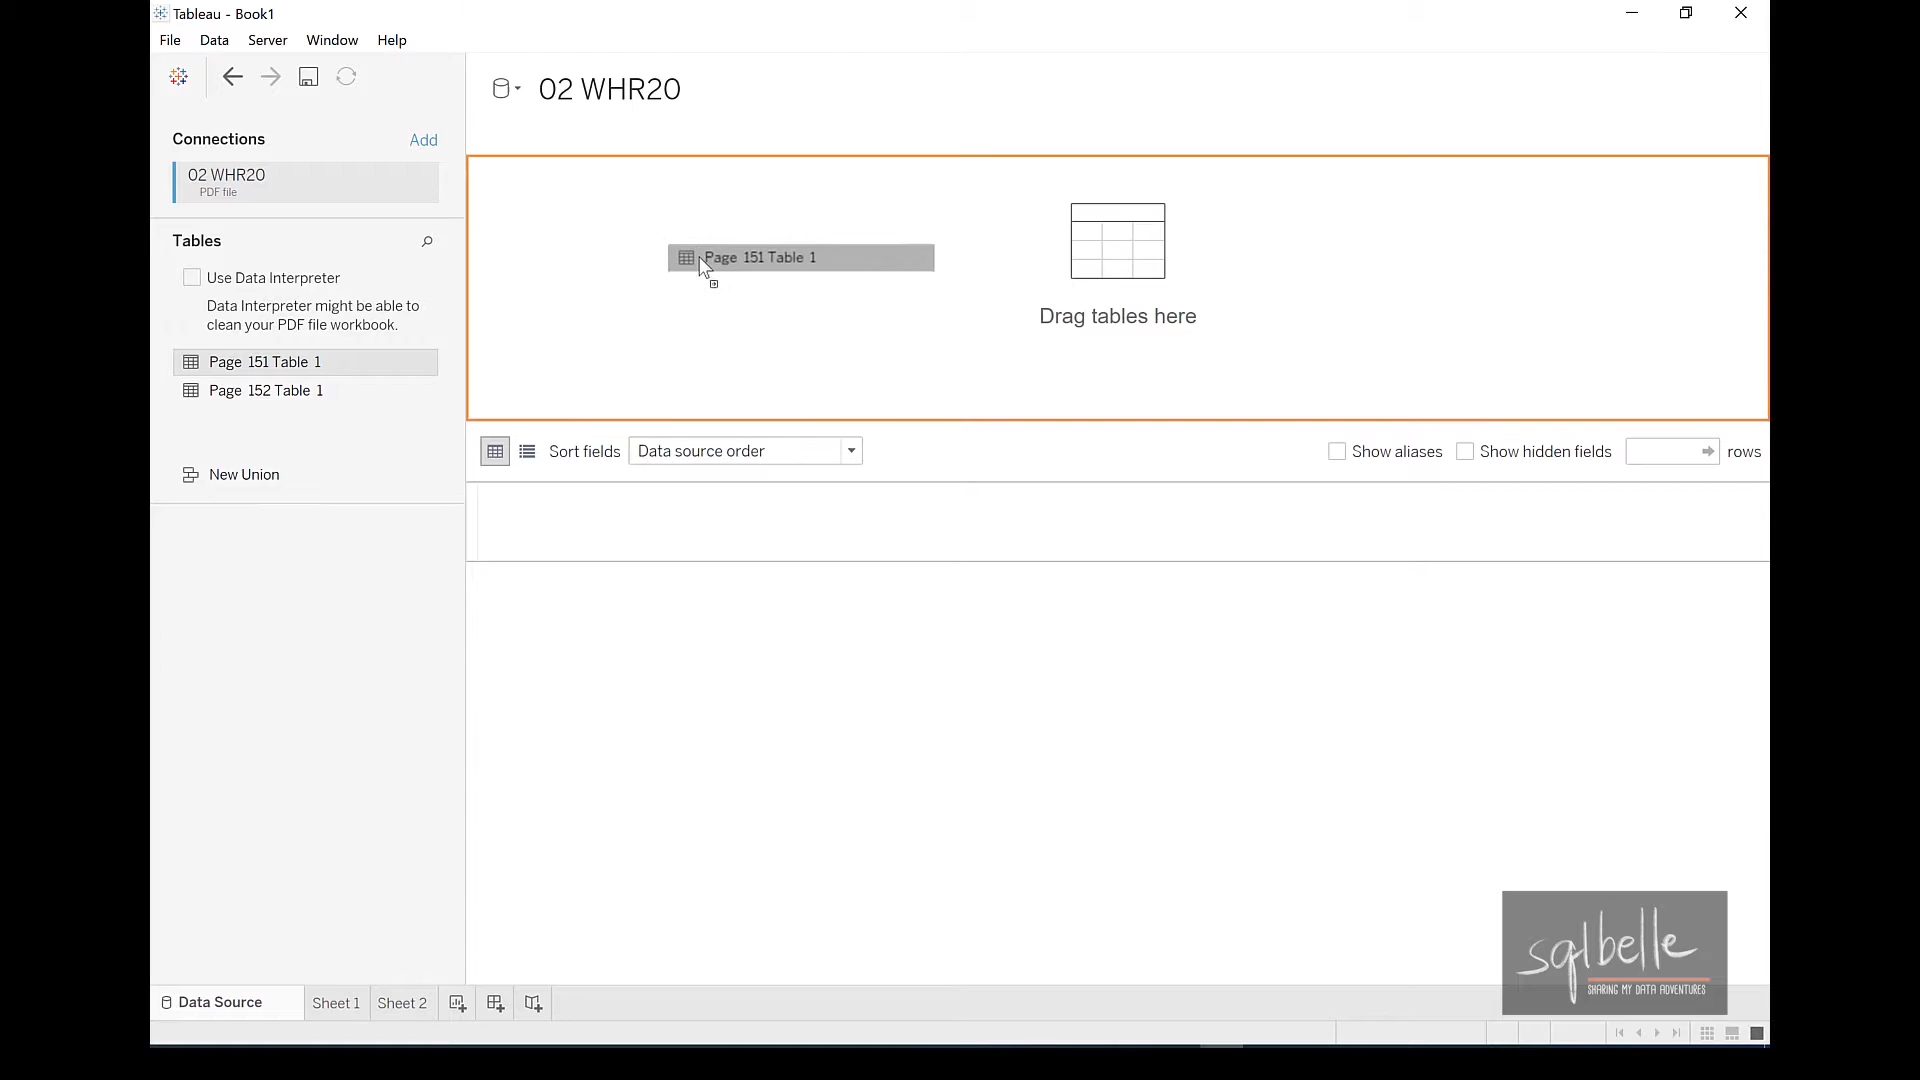 Tableau - Book1
File Data Server Window Help
02 WHR20
Connections Add
02 WHR20
PDF file
Tables
Use Data Interpreter
Data Interpreter might be able to
clean your PDF file workbook.
Page 151 Table 1
Page 152 Table 1
New Union
Page 151 Table 1
Drag tables here
Sort fields Data source order Show aliases Show hidden fields rows
sqlbelle
SHARING MY DATA ADVENTURES
Data Source Sheet 1 Sheet 2